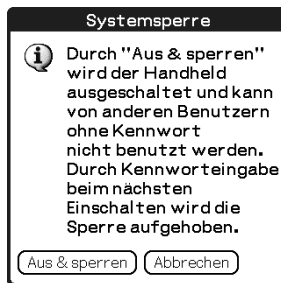 Systemsperre
Durch "Aus & sperren"
wird der Handheld
ausgeschaltet und kann
von anderen Benutzern
ohne Kennwort
nicht benutzt werden.
Durch Kennworteingabe
beim nächsten
Einschalten wird die
Sperre aufgehoben.
Aus & sperren Abbrechen